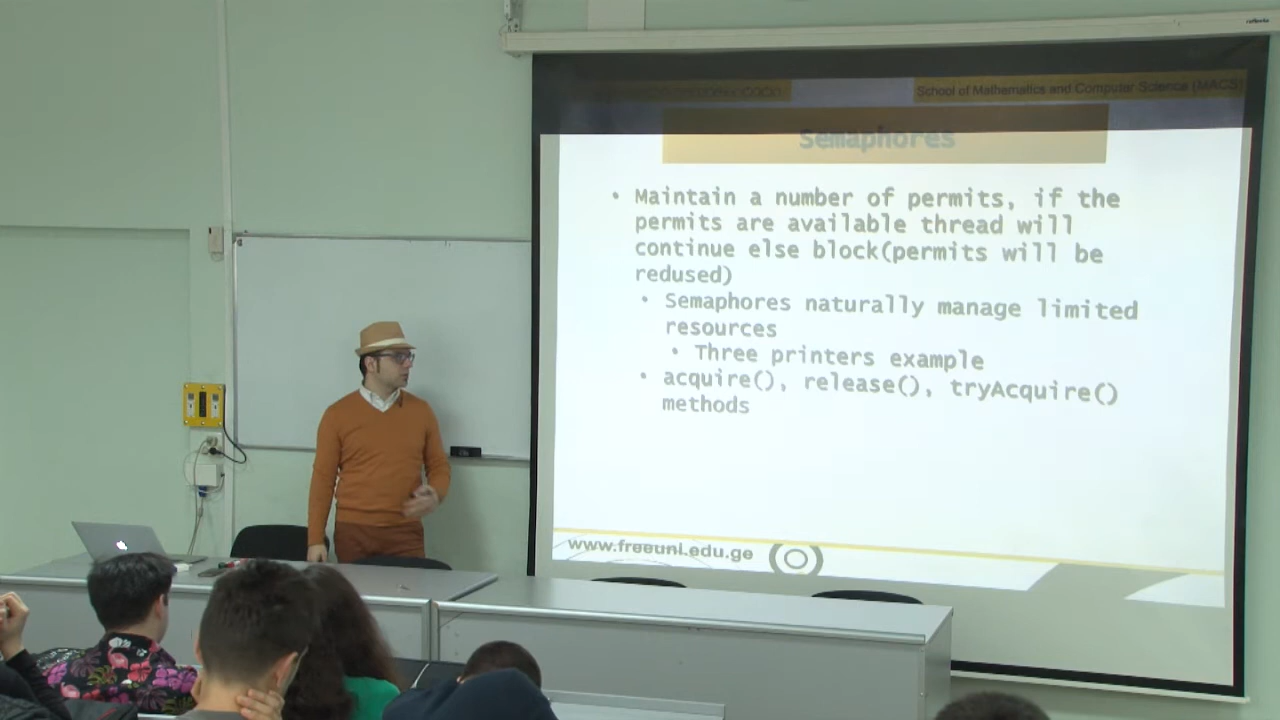 School of Mathematics and Computer Science (MACS)
Semaphores
• Maintain a number of permits, if the
permits are available thread will
continue else block(permits will be
redused)
• Semaphores naturally manage limited
resources
• Three printers example
• acquire(), release(), tryAcquire()
methods
www.freeuni.edu.ge